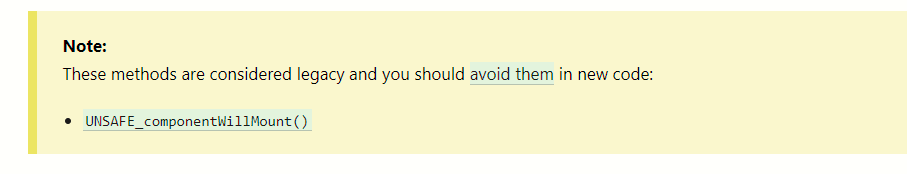 Note:
These methods are considered legacy and you should avoid them in new code:
• UNSAFE_componentWillMount()